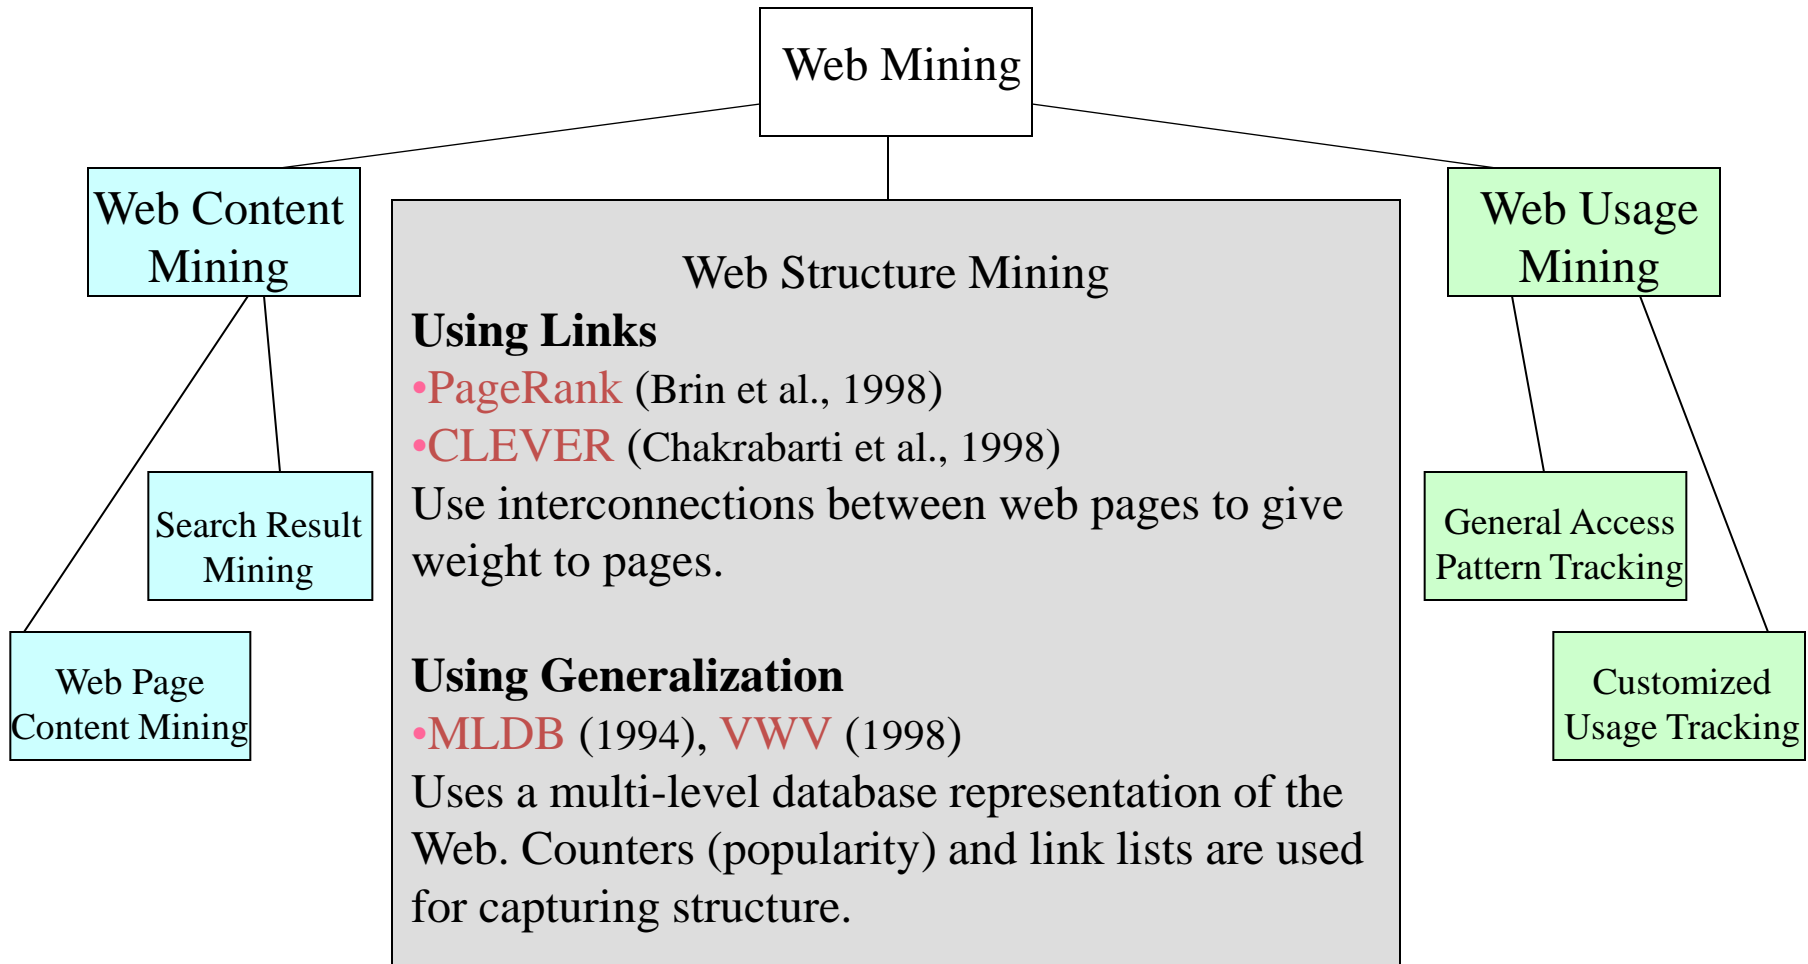 Web Mining
Web Content
Mining
Search Result
Mining
Web Page
Content Mining
Web Structure Mining
Using Links
•PageRank (Brin et al., 1998)
•CLEVER (Chakrabarti et al., 1998)
Use interconnections between web pages to give
weight to pages.
Using Generalization
•MLDB (1994), VWV (1998)
Uses a multi-level database representation of the
Web. Counters (popularity) and link lists are used
for capturing structure.
Web Usage
Mining
General Access
Pattern Tracking
Customized
Usage Tracking